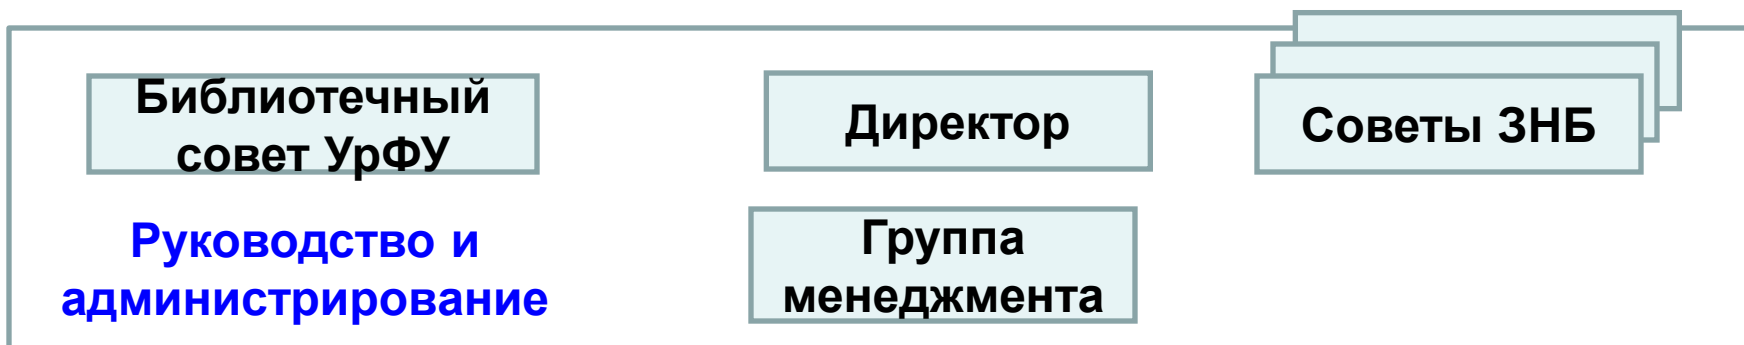 Библиотечный
совет УрФУ
Директор
Советы ЗНБ
Руководство и
администрирование
Группа
менеджмента